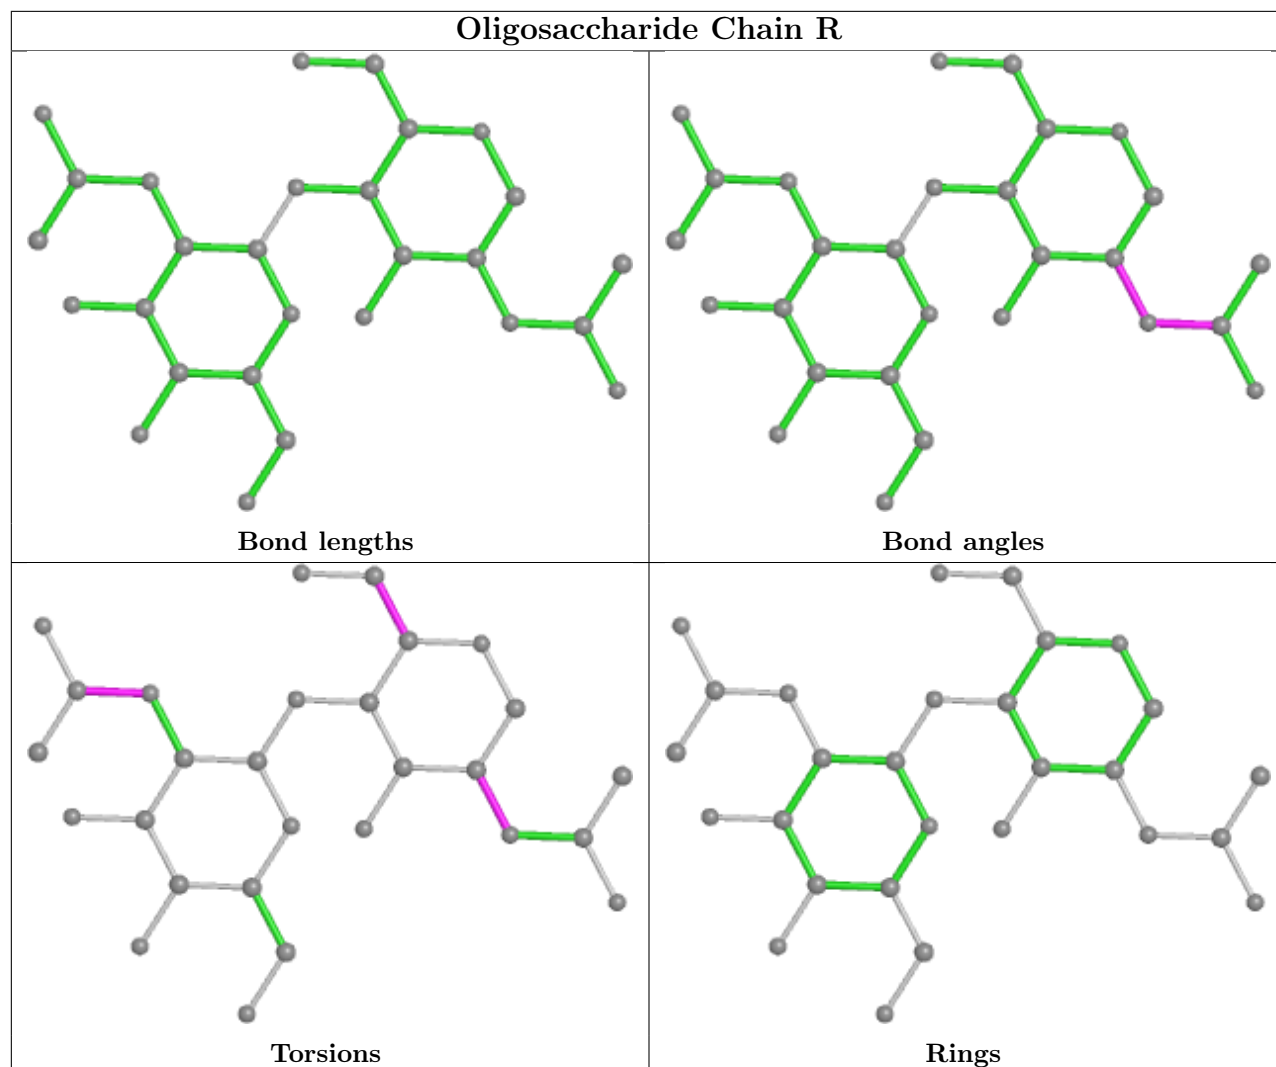 Oligosaccharide Chain R
Bond lengths
Bond angles
Torsions
Rings